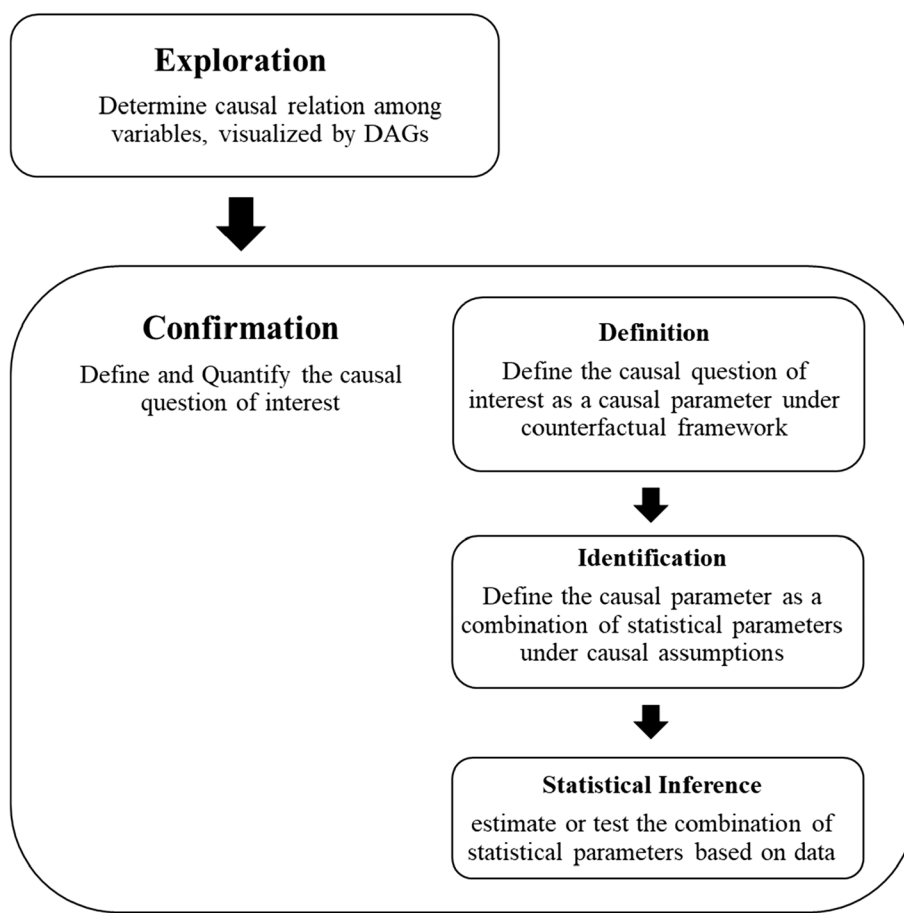 Exploration
Determine causal relation among
variables, visualized by DAGs
Confirmation
Define and Quantify the causal
question of interest
Definition
Define the causal question of
interest as a causal parameter under
counterfactual framework
Identification
Define the causal parameter as a
combination of statistical parameters
under causal assumptions
Statistical Inference
estimate or test the combination of
statistical parameters based on data